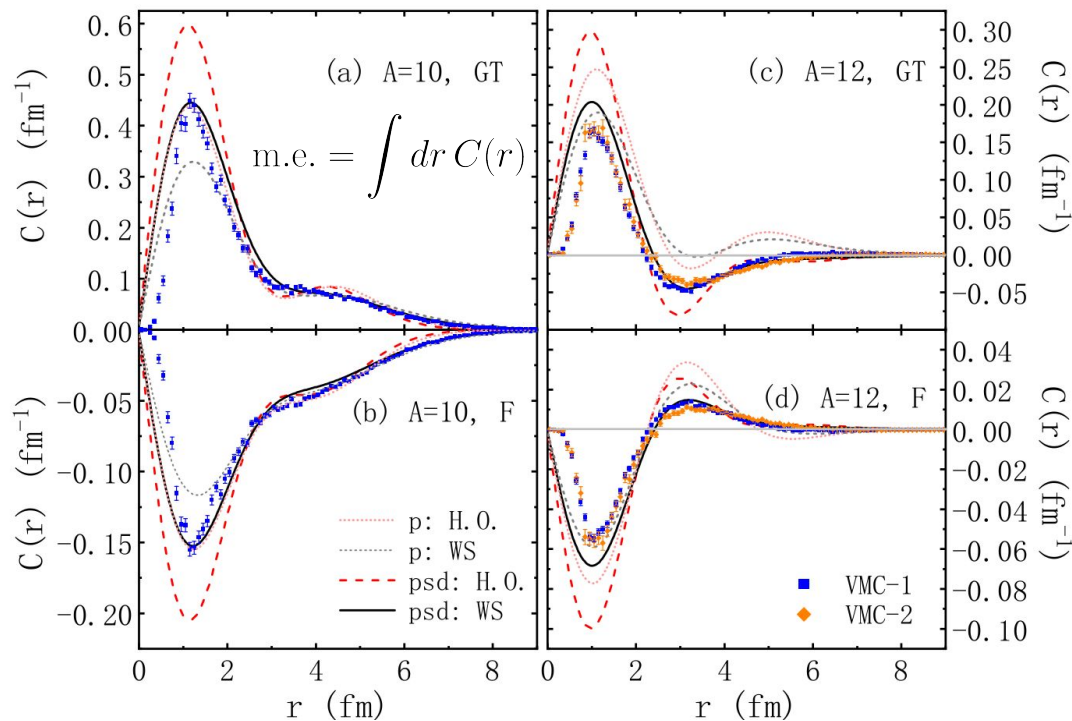 0.6
0.5
0.4
0.3
0.2
0.1
0.00
-0.05
-0.10
-0.15
-0.20
C(r) (fm⁻¹)
C(r) (fm⁻¹)
(a) A=10, GT
m.e. = ∫ dr C(r)
(b) A=10, F
p: H.O.
p: WS
psd: H.O.
psd: WS
0 2 4 6 8
r (fm)
(c) A=12, GT
0.30
0.25
0.20
0.15
0.10
0.05
0.00
-0.05
C(r) (fm⁻¹)
(d) A=12, F
0.04
0.02
0.00
-0.02
-0.04
-0.06
-0.08
-0.10
C(r) (fm⁻¹)
VMC-1
VMC-2
0 2 4 6 8
r (fm)